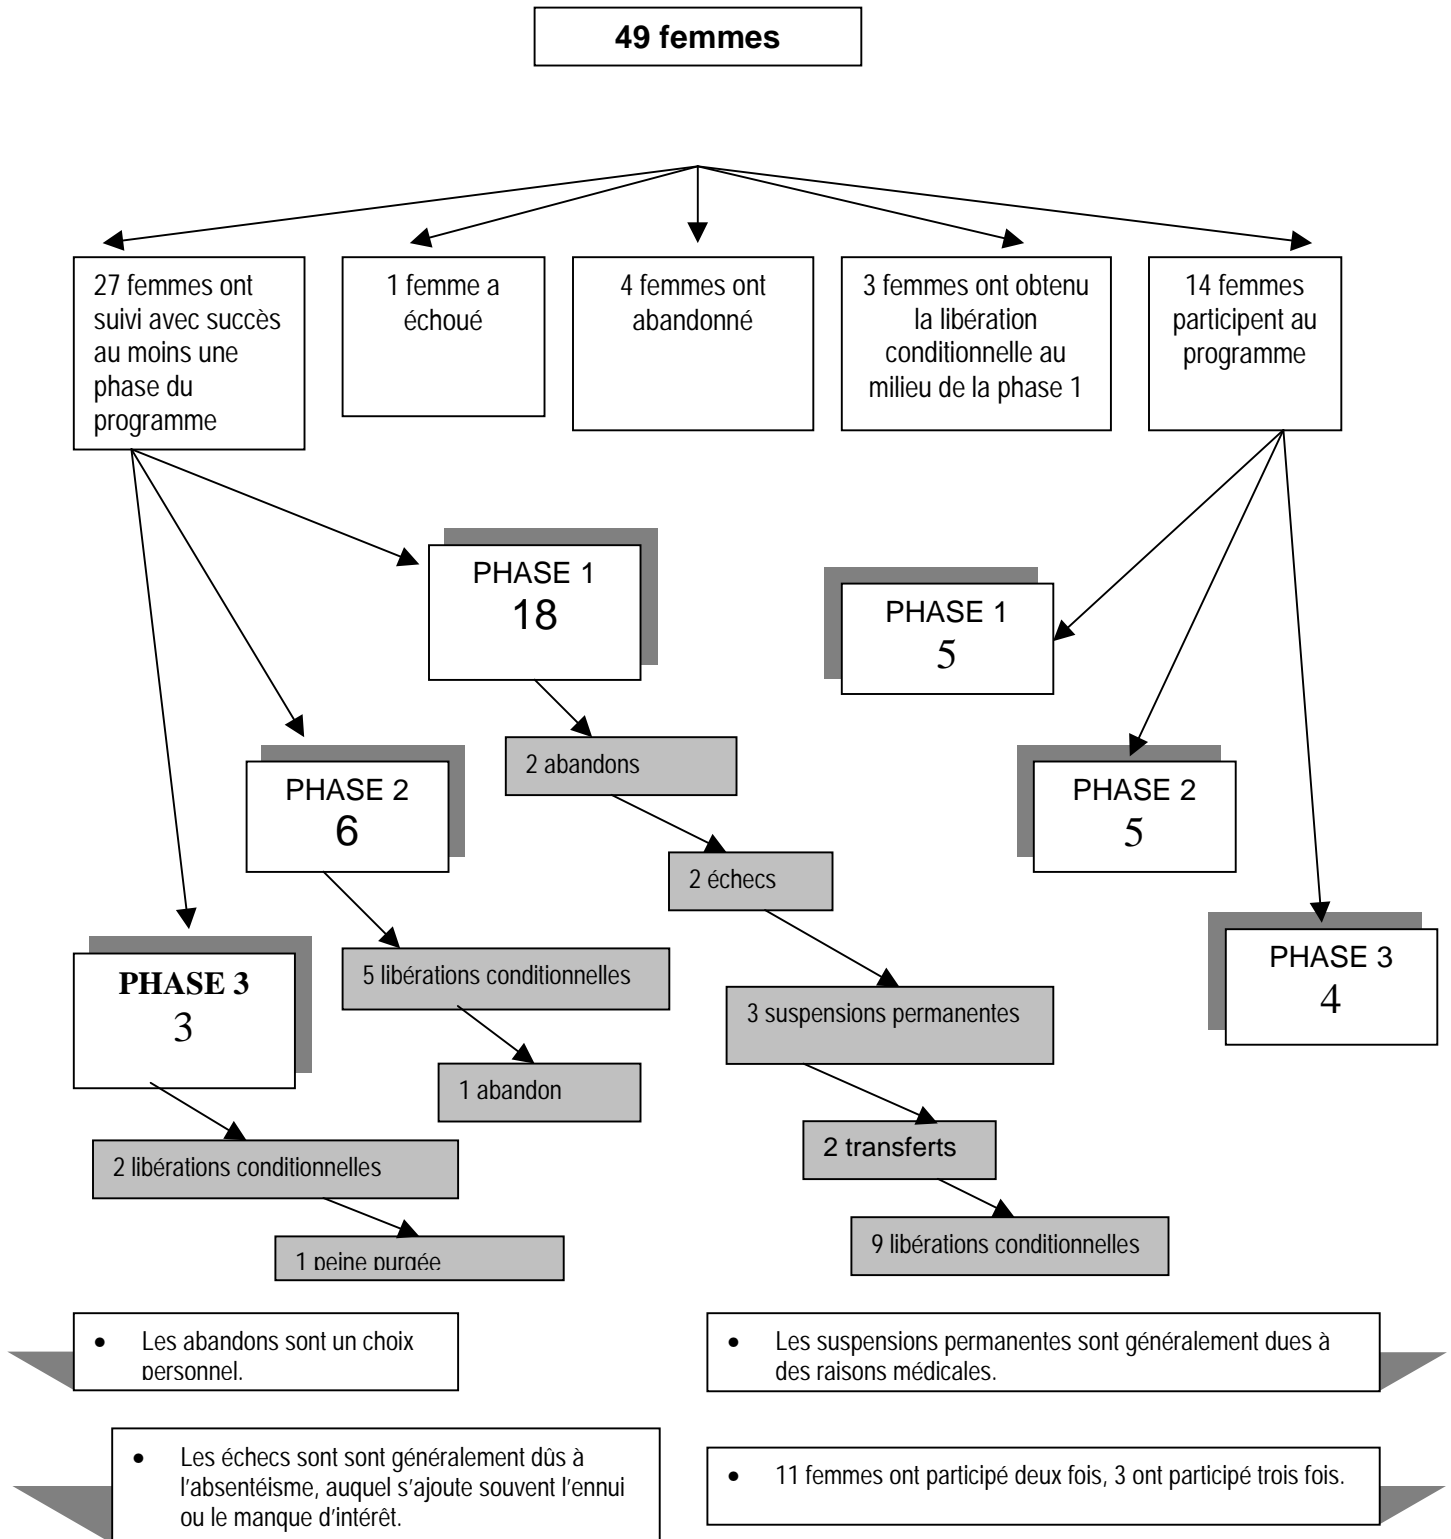 49 femmes
27 femmes ont
suivi avec succès
au moins une
phase du
programme
1 femme a
échoué
4 femmes ont
abandonné
3 femmes ont obtenu
la libération
conditionnelle au
milieu de la phase 1
14 femmes
participent au
programme
PHASE 1
18
PHASE 1
5
2 abandons
PHASE 2
6
PHASE 2
5
2 échecs
PHASE 3
3
5 libérations conditionnelles
3 suspensions permanentes
PHASE 3
4
1 abandon
2 libérations conditionnelles
2 transferts
1 peine purgée
9 libérations conditionnelles
• Les abandons sont un choix
personnel.
• Les suspensions permanentes sont généralement dues à
des raisons médicales.
• Les échecs sont sont généralement dûs à
l’absentéisme, auquel s’ajoute souvent l’ennui
ou le manque d’intérêt.
• 11 femmes ont participé deux fois, 3 ont participé trois fois.